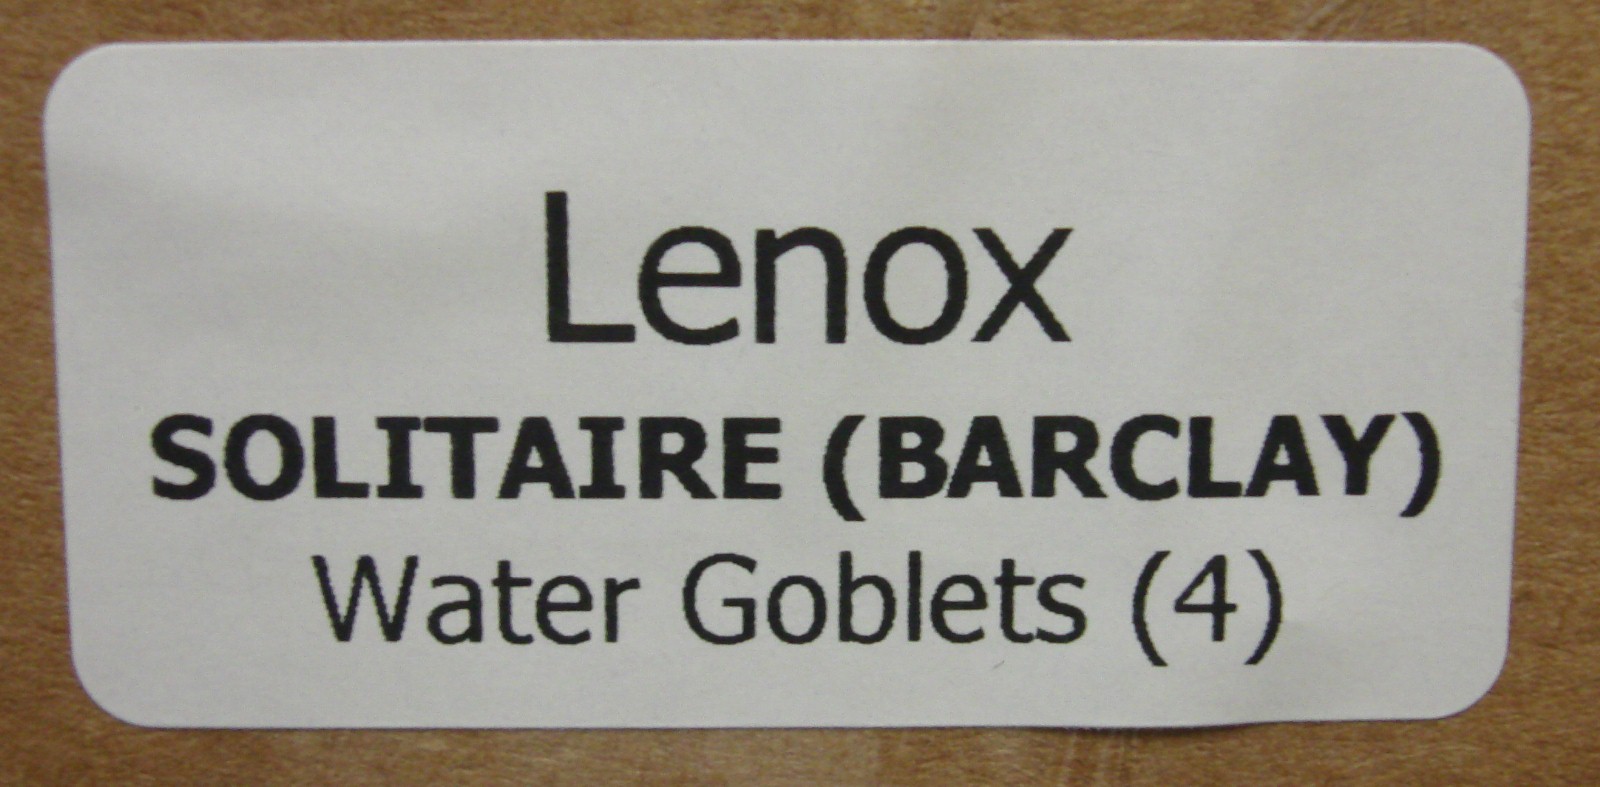 Lenox
SOLITAIRE (BARCLAY)
Water Goblets (4)